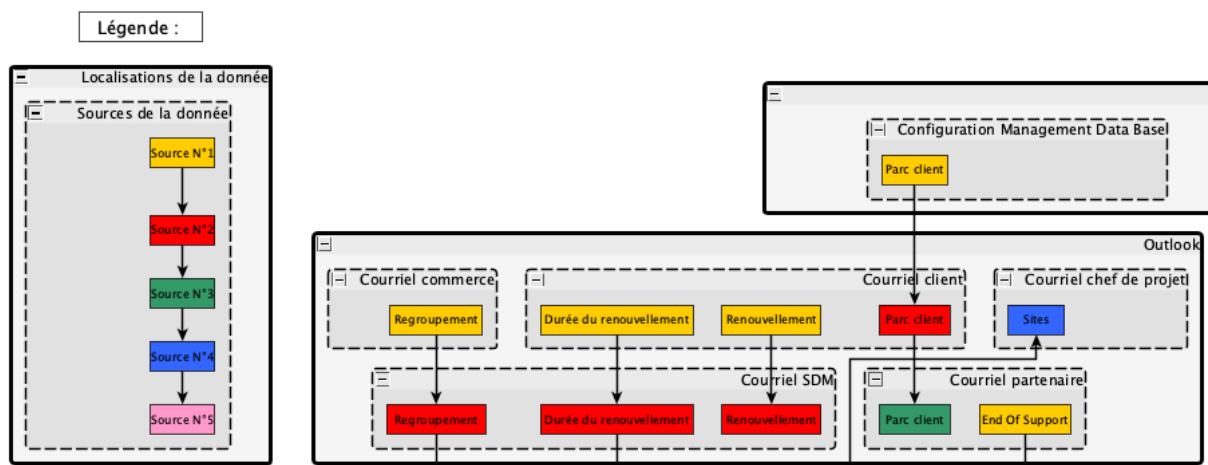 Légende :
Localisations de la donnée
Sources de la donnée
Source N°1
Source N°2
Source N°3
Source N°4
Source N°5
Configuration Management Data Base
Parc client
Outlook
Courriel commerce
Courriel client
Courriel chef de projet
Regroupement
Durée du renouvellement
Renouvellement
Parc client
Sites
Courriel SDM
Courriel partenaire
Regroupement
Durée du renouvellement
Renouvellement
Parc client
End Of Support